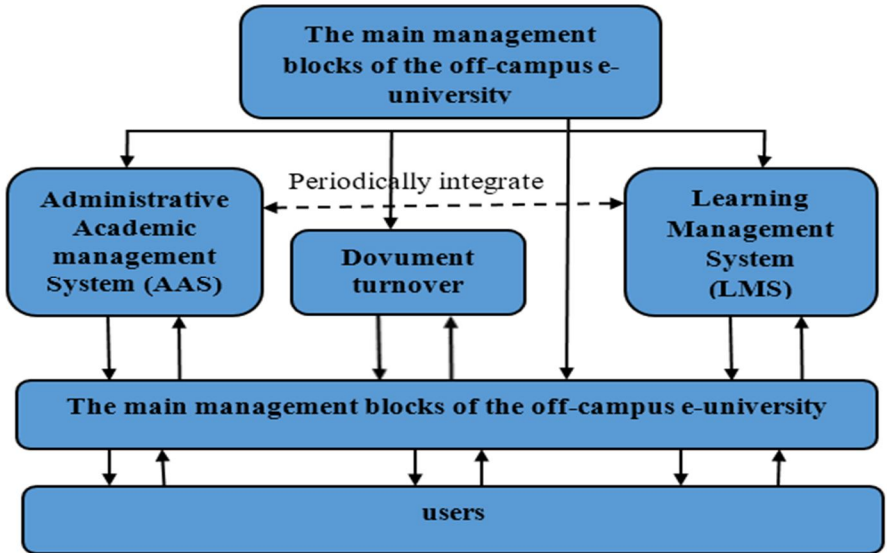 The main management
blocks of the off-campus e-
university
Periodically integrate
Administrative
Academic
management
System (AAS)
Dovument
turnover
Learning
Management
System
(LMS)
The main management blocks of the off-campus e-university
users